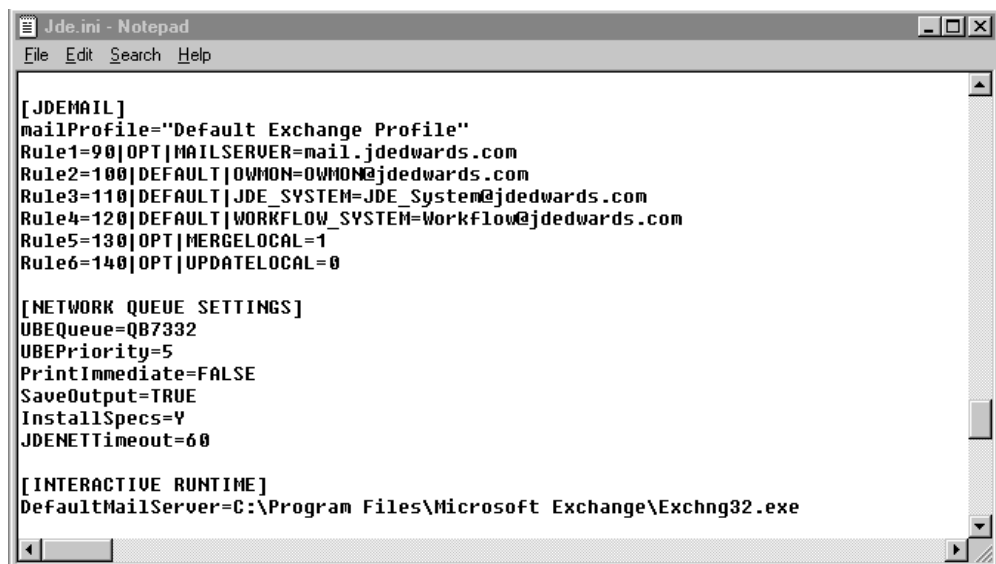 Jde.ini - Notepad
File Edit Search Help
[JDEMAIL]
mailProfile="Default Exchange Profile"
Rule1=90|OPT|MAILSERVER=mail.jdedwards.com
Rule2=100|DEFAULT|OWMON=OWMON@jdedwards.com
Rule3=110|DEFAULT|JDE_SYSTEM=JDE_System@jdedwards.com
Rule4=120|DEFAULT|WORKFLOW_SYSTEM=Workflow@jdedwards.com
Rule5=130|OPT|MERGELOCAL=1
Rule6=140|OPT|UPDATELOCAL=0
[NETWORK QUEUE SETTINGS]
UBEQueue=QB7332
UBEPriority=5
PrintImmediate=FALSE
SaveOutput=TRUE
InstallSpecs=Y
JDENETTimeout=60
[INTERACTIVE RUNTIME]
DefaultMailServer=C:\Program Files\Microsoft Exchange\Exchng32.exe